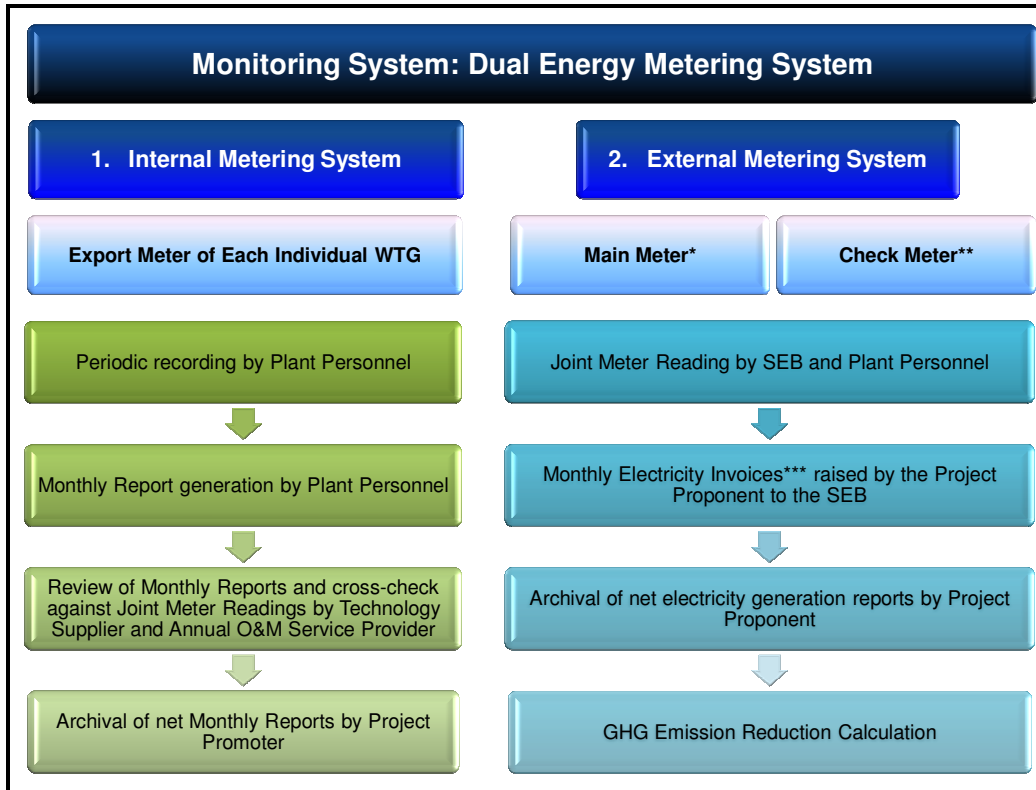 Monitoring System: Dual Energy Metering System
1. Internal Metering System
Export Meter of Each Individual WTG
Periodic recording by Plant Personnel
Monthly Report generation by Plant Personnel
Review of Monthly Reports and cross-check
against Joint Meter Readings by Technology
Supplier and Annual O&M Service Provider
Archival of net Monthly Reports by Project
Promoter
2. External Metering System
Main Meter*
Check Meter**
Joint Meter Reading by SEB and Plant Personnel
Monthly Electricity Invoices*** raised by the Project
Proponent to the SEB
Archival of net electricity generation reports by Project
Proponent
GHG Emission Reduction Calculation